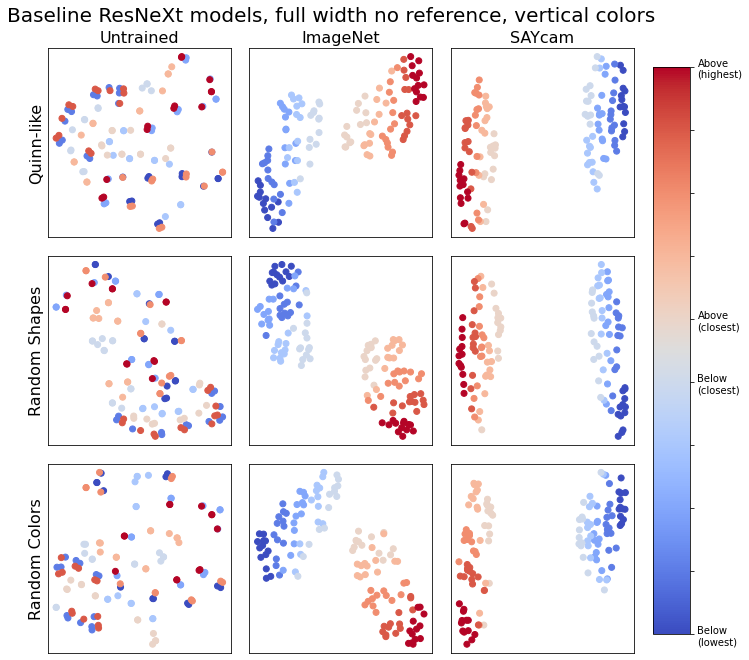 Baseline ResNeXt models, full width no reference, vertical colors
Untrained
ImageNet
SAYcam
Quinn-like
Random Shapes
Random Colors
Above
(highest)
Above
(closest)
Below
(closest)
Below
(lowest)